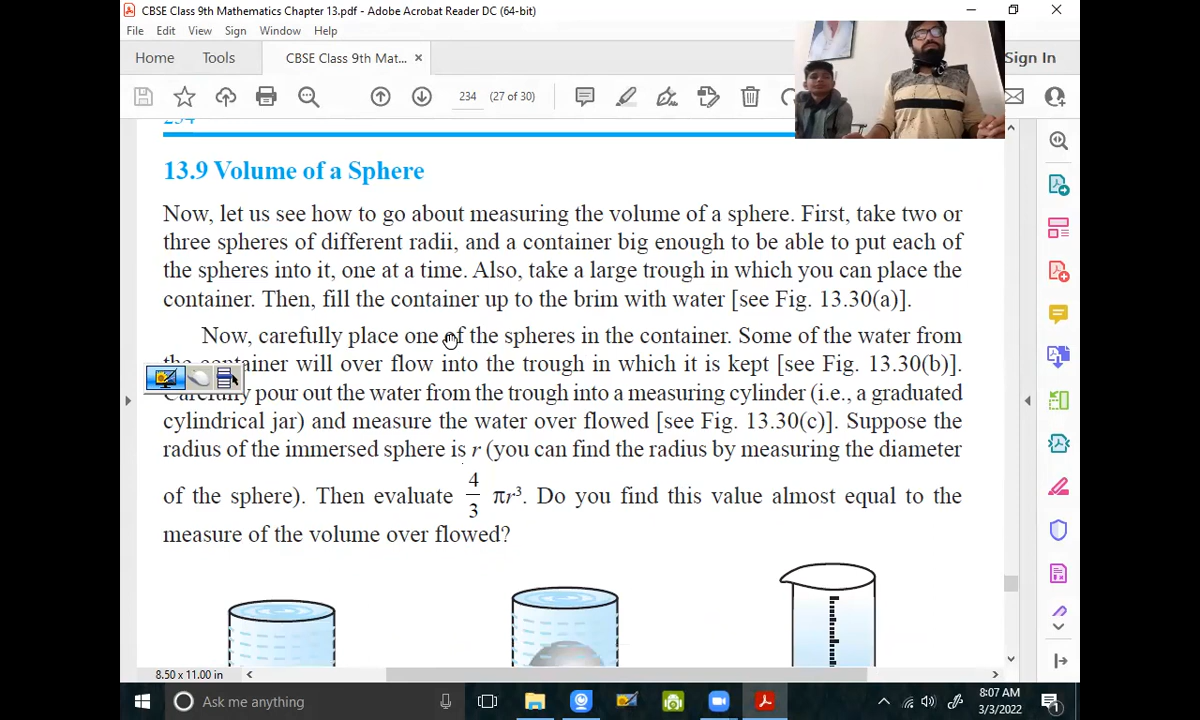 CBSE Class 9th Mathematics Chapter 13.pdf - Adobe Acrobat Reader DC (64-bit)
File Edit View Sign Window Help
Home Tools CBSE Class 9th Mat... × Sign In
234 (27 of 30)
234
13.9 Volume of a Sphere
Now, let us see how to go about measuring the volume of a sphere. First, take two or
three spheres of different radii, and a container big enough to be able to put each of
the spheres into it, one at a time. Also, take a large trough in which you can place the
container. Then, fill the container up to the brim with water [see Fig. 13.30(a)].
Now, carefully place one of the spheres in the container. Some of the water from
the container will over flow into the trough in which it is kept [see Fig. 13.30(b)].
Carefully pour out the water from the trough into a measuring cylinder (i.e., a graduated
cylindrical jar) and measure the water over flowed [see Fig. 13.30(c)]. Suppose the
radius of the immersed sphere is r (you can find the radius by measuring the diameter
of the sphere). Then evaluate 4/3 πr³. Do you find this value almost equal to the
measure of the volume over flowed?
8.50 x 11.00 in
Ask me anything
8:07 AM
3/3/2022
1